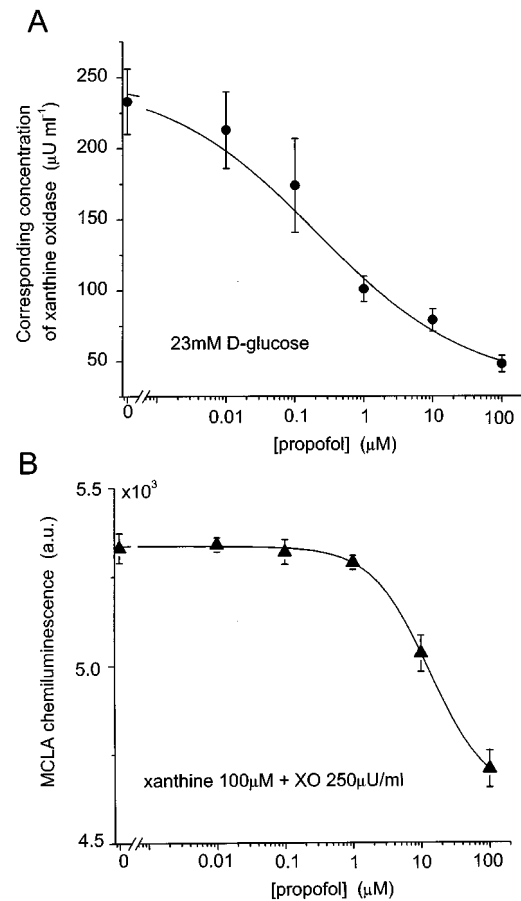 A
Corresponding concentration
of xanthine oxidase (μU ml⁻¹)
250
200
150
100
50
23mM D-glucose
0
0.01
0.1
1
10
100
[propofol] (μM)
B
MCLA chemiluminescence (a.u.)
5.5
x10³
5.0
4.5
xanthine 100μM + XO 250μU/ml
0
0.01
0.1
1
10
100
[propofol] (μM)